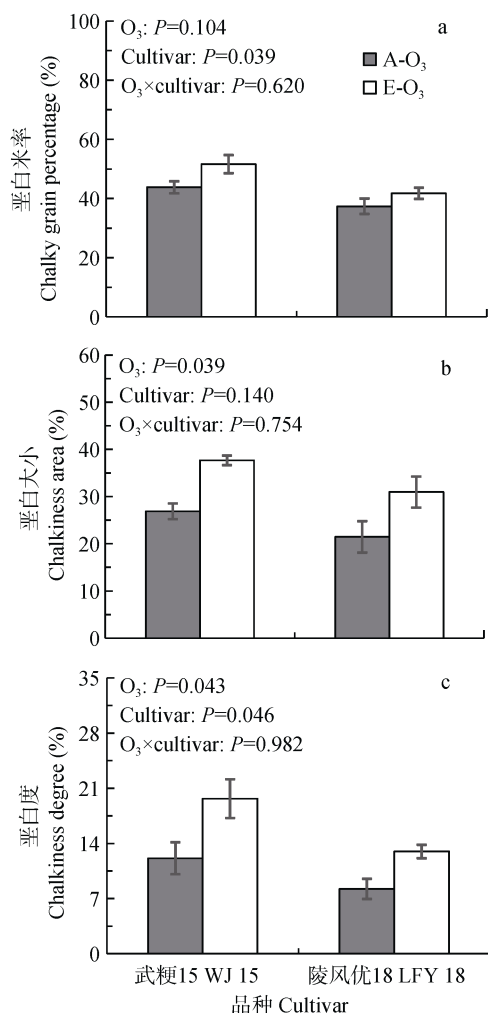 100
80
60
40
20
0
垩白米率
Chalky grain percentage (%)
O₃: P=0.104
Cultivar: P=0.039
O₃×cultivar: P=0.620
a
A-O₃
E-O₃
60
50
40
30
20
10
0
垩白大小
Chalkiness area (%)
O₃: P=0.039
Cultivar: P=0.140
O₃×cultivar: P=0.754
b
35
28
21
14
7
0
垩白度
Chalkiness degree (%)
O₃: P=0.043
Cultivar: P=0.046
O₃×cultivar: P=0.982
c
武粳15 WJ 15
陵风优18 LFY 18
品种 Cultivar